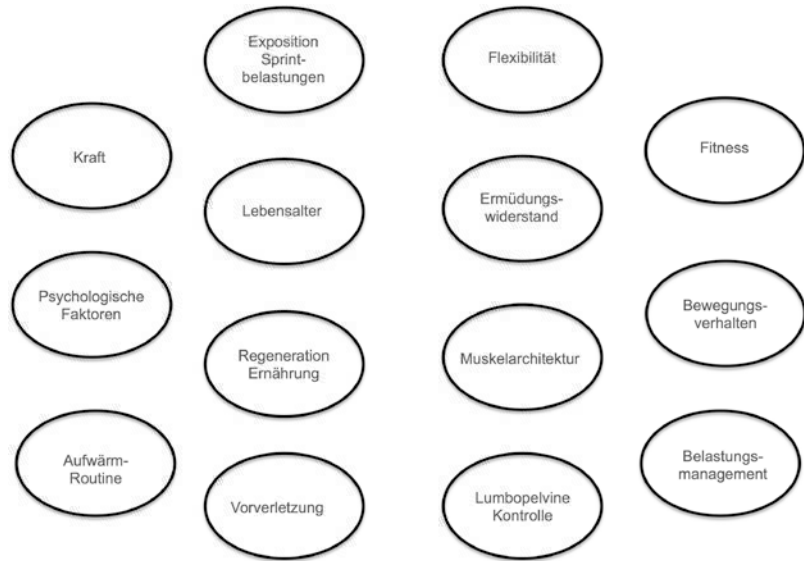 Exposition
Sprint-
belastungen
Flexibilität
Kraft
Fitness
Lebensalter
Ermüdungs-
widerstand
Psychologische
Faktoren
Bewegungs-
verhalten
Regeneration
Ernährung
Muskelarchitektur
Aufwärm-
Routine
Belastungs-
management
Vorverletzung
Lumbopelvine
Kontrolle